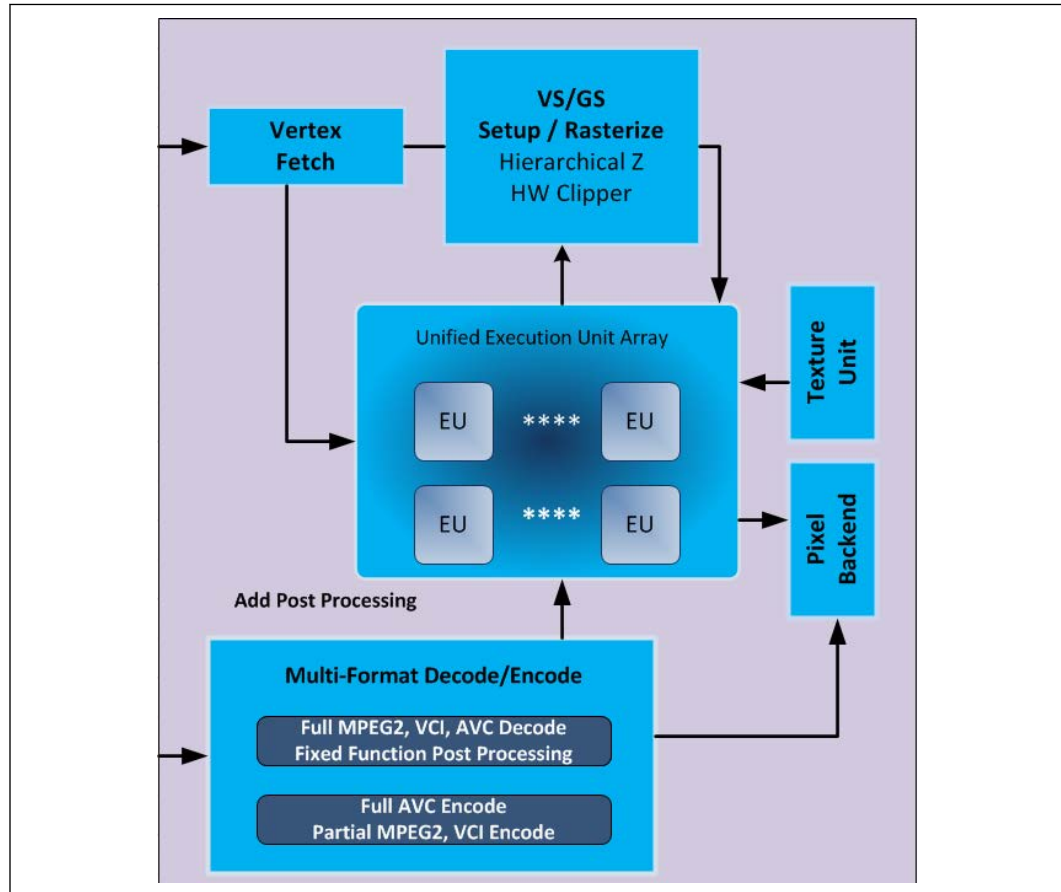 VS/GS
Setup / Rasterize
Hierarchical Z
HW Clipper
Vertex
Fetch
Unified Execution Unit Array
EU
****
EU
EU
****
EU
Texture
Unit
Pixel
Backend
Add Post Processing
Multi-Format Decode/Encode
Full MPEG2, VCI, AVC Decode
Fixed Function Post Processing
Full AVC Encode
Partial MPEG2, VCI Encode